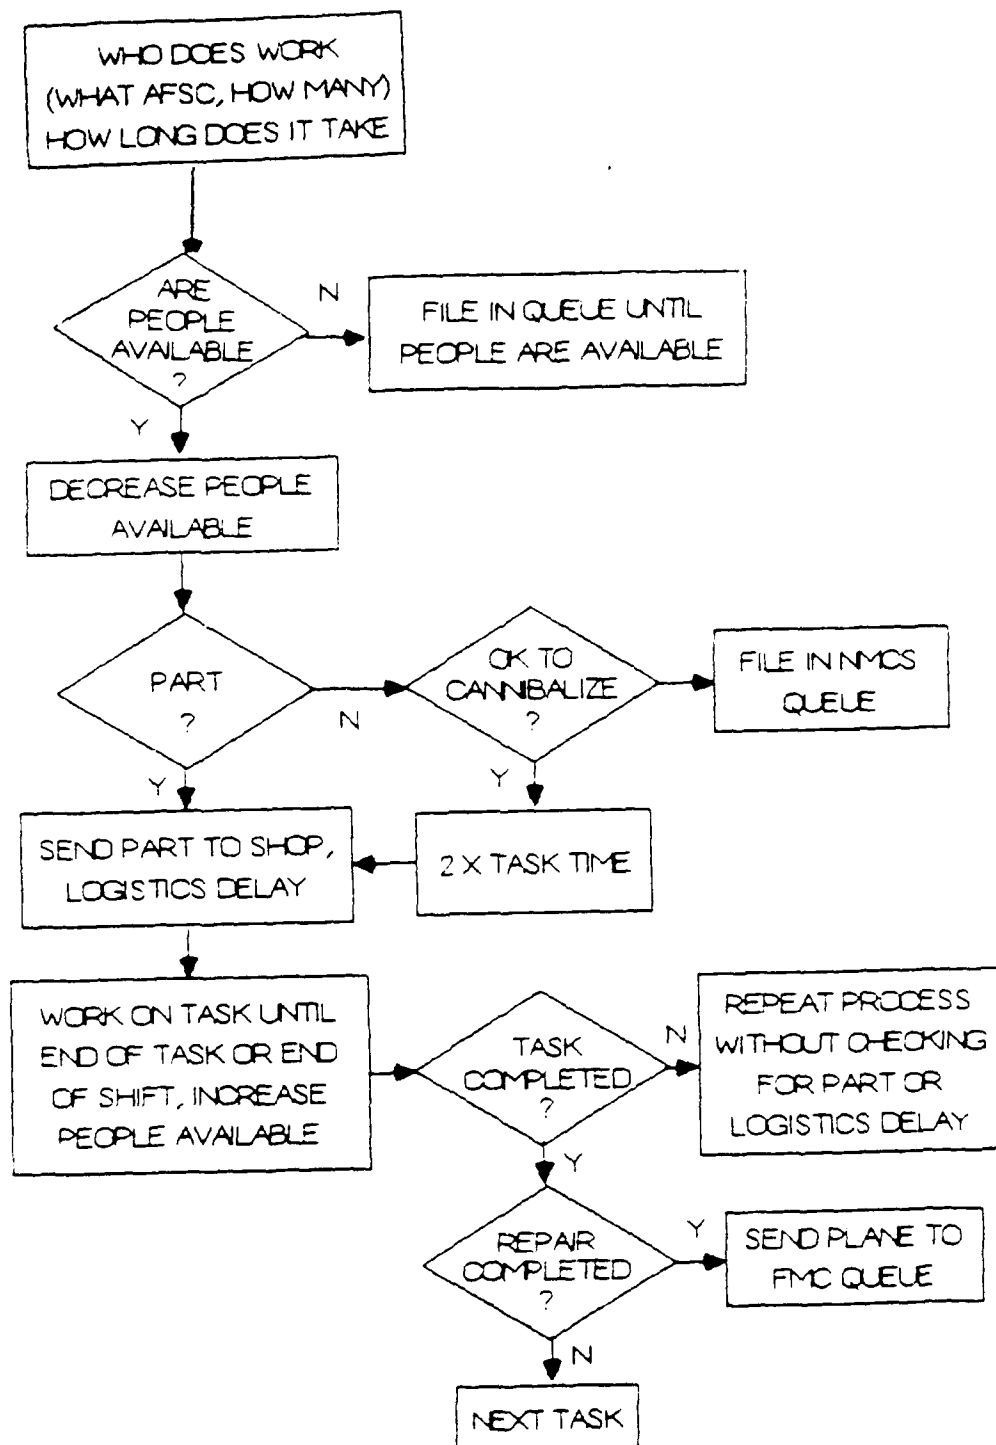 WHO DOES WORK
(WHAT AFSC, HOW MANY)
HOW LONG DOES IT TAKE
ARE
PEOPLE
AVAILABLE
?
N
FILE IN QUEUE UNTIL
PEOPLE ARE AVAILABLE
Y
DECREASE PEOPLE
AVAILABLE
PART
?
N
OK TO
CANNIBALIZE
?
FILE IN NMCS
QUEUE
Y
Y
SEND PART TO SHOP,
LOGISTICS DELAY
2 X TASK TIME
WORK ON TASK UNTIL
END OF TASK OR END
OF SHIFT, INCREASE
PEOPLE AVAILABLE
TASK
COMPLETED
?
N
REPEAT PROCESS
WITHOUT CHECKING
FOR PART OR
LOGISTICS DELAY
Y
REPAIR
COMPLETED
?
Y
SEND PLANE TO
FMC QUEUE
N
NEXT TASK